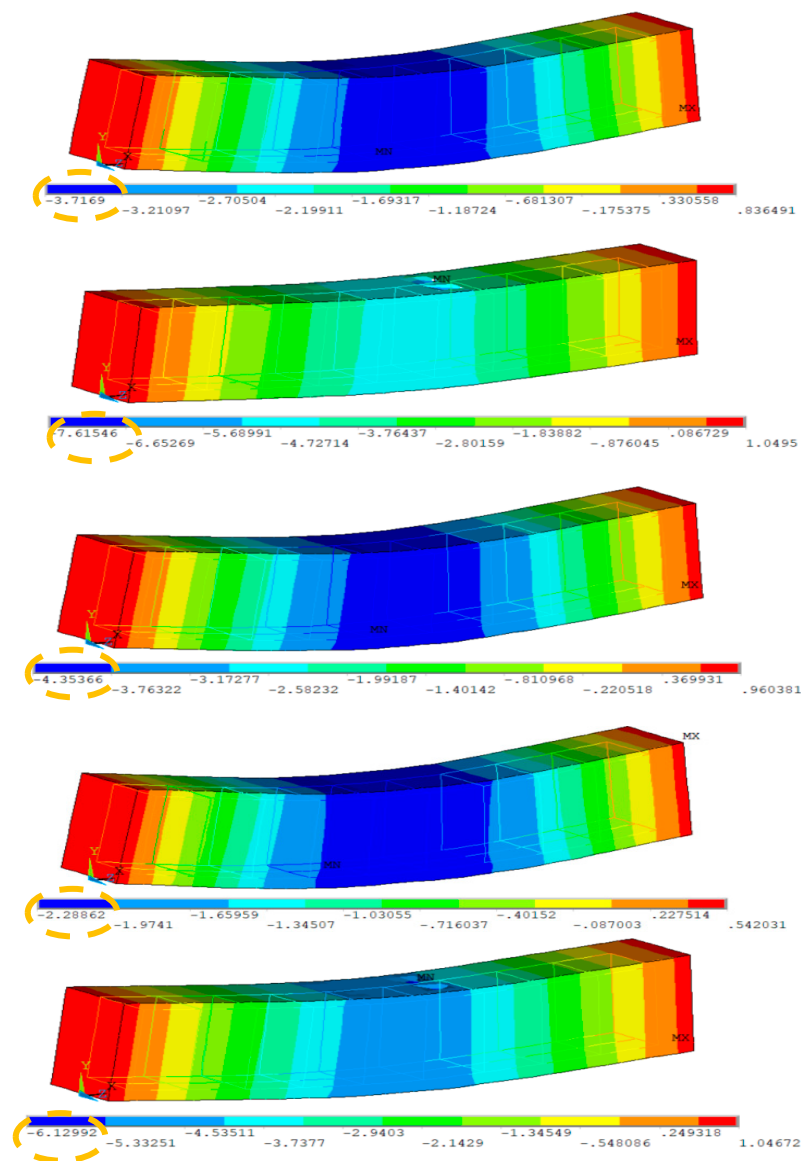 MX
MN
Y
Z X
-3.7169 -2.70504 -1.69317 -.681307 .330558
-3.21097 -2.19911 -1.18724 -.175375 .836491
MN
MX
Y
X
-7.61546 -5.68991 -3.76437 -1.83882 .086729
-6.65269 -4.72714 -2.80159 -.876045 1.0495
MX
MN
Y
Z X
-4.35366 -3.17277 -1.99187 -.810968 .369931
-3.76322 -2.58232 -1.40142 -.220518 .960381
MX
Y
MN
Z X
-2.28862 -1.65959 -1.03055 -.40152 .227514
-1.9741 -1.34507 -.716037 -.087003 .542031
MN
MX
Y
Z X
-6.12992 -4.53511 -2.9403 -1.34549 .249318
-5.33251 -3.7377 -2.1429 -.548086 1.04672